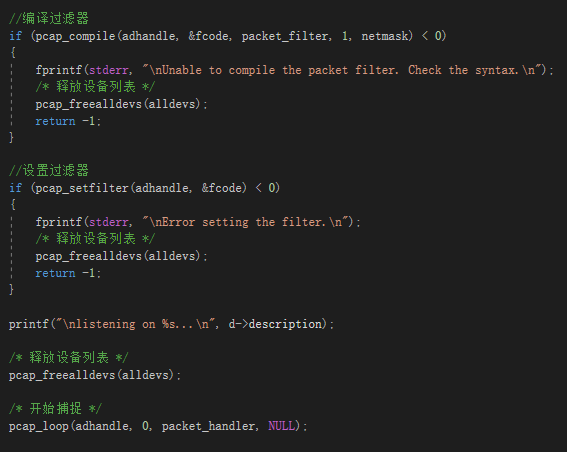 //编译过滤器
if (pcap_compile(adhandle, &fcode, packet_filter, 1, netmask) < 0)
{
fprintf(stderr, "\nUnable to compile the packet filter. Check the syntax.\n");
/* 释放设备列表 */
pcap_freealldevs(alldevs);
return -1;
}
//设置过滤器
if (pcap_setfilter(adhandle, &fcode) < 0)
{
fprintf(stderr, "\nError setting the filter.\n");
/* 释放设备列表 */
pcap_freealldevs(alldevs);
return -1;
}
printf("\nlistening on %s...\n", d->description);
/* 释放设备列表 */
pcap_freealldevs(alldevs);
/* 开始捕捉 */
pcap_loop(adhandle, 0, packet_handler, NULL);